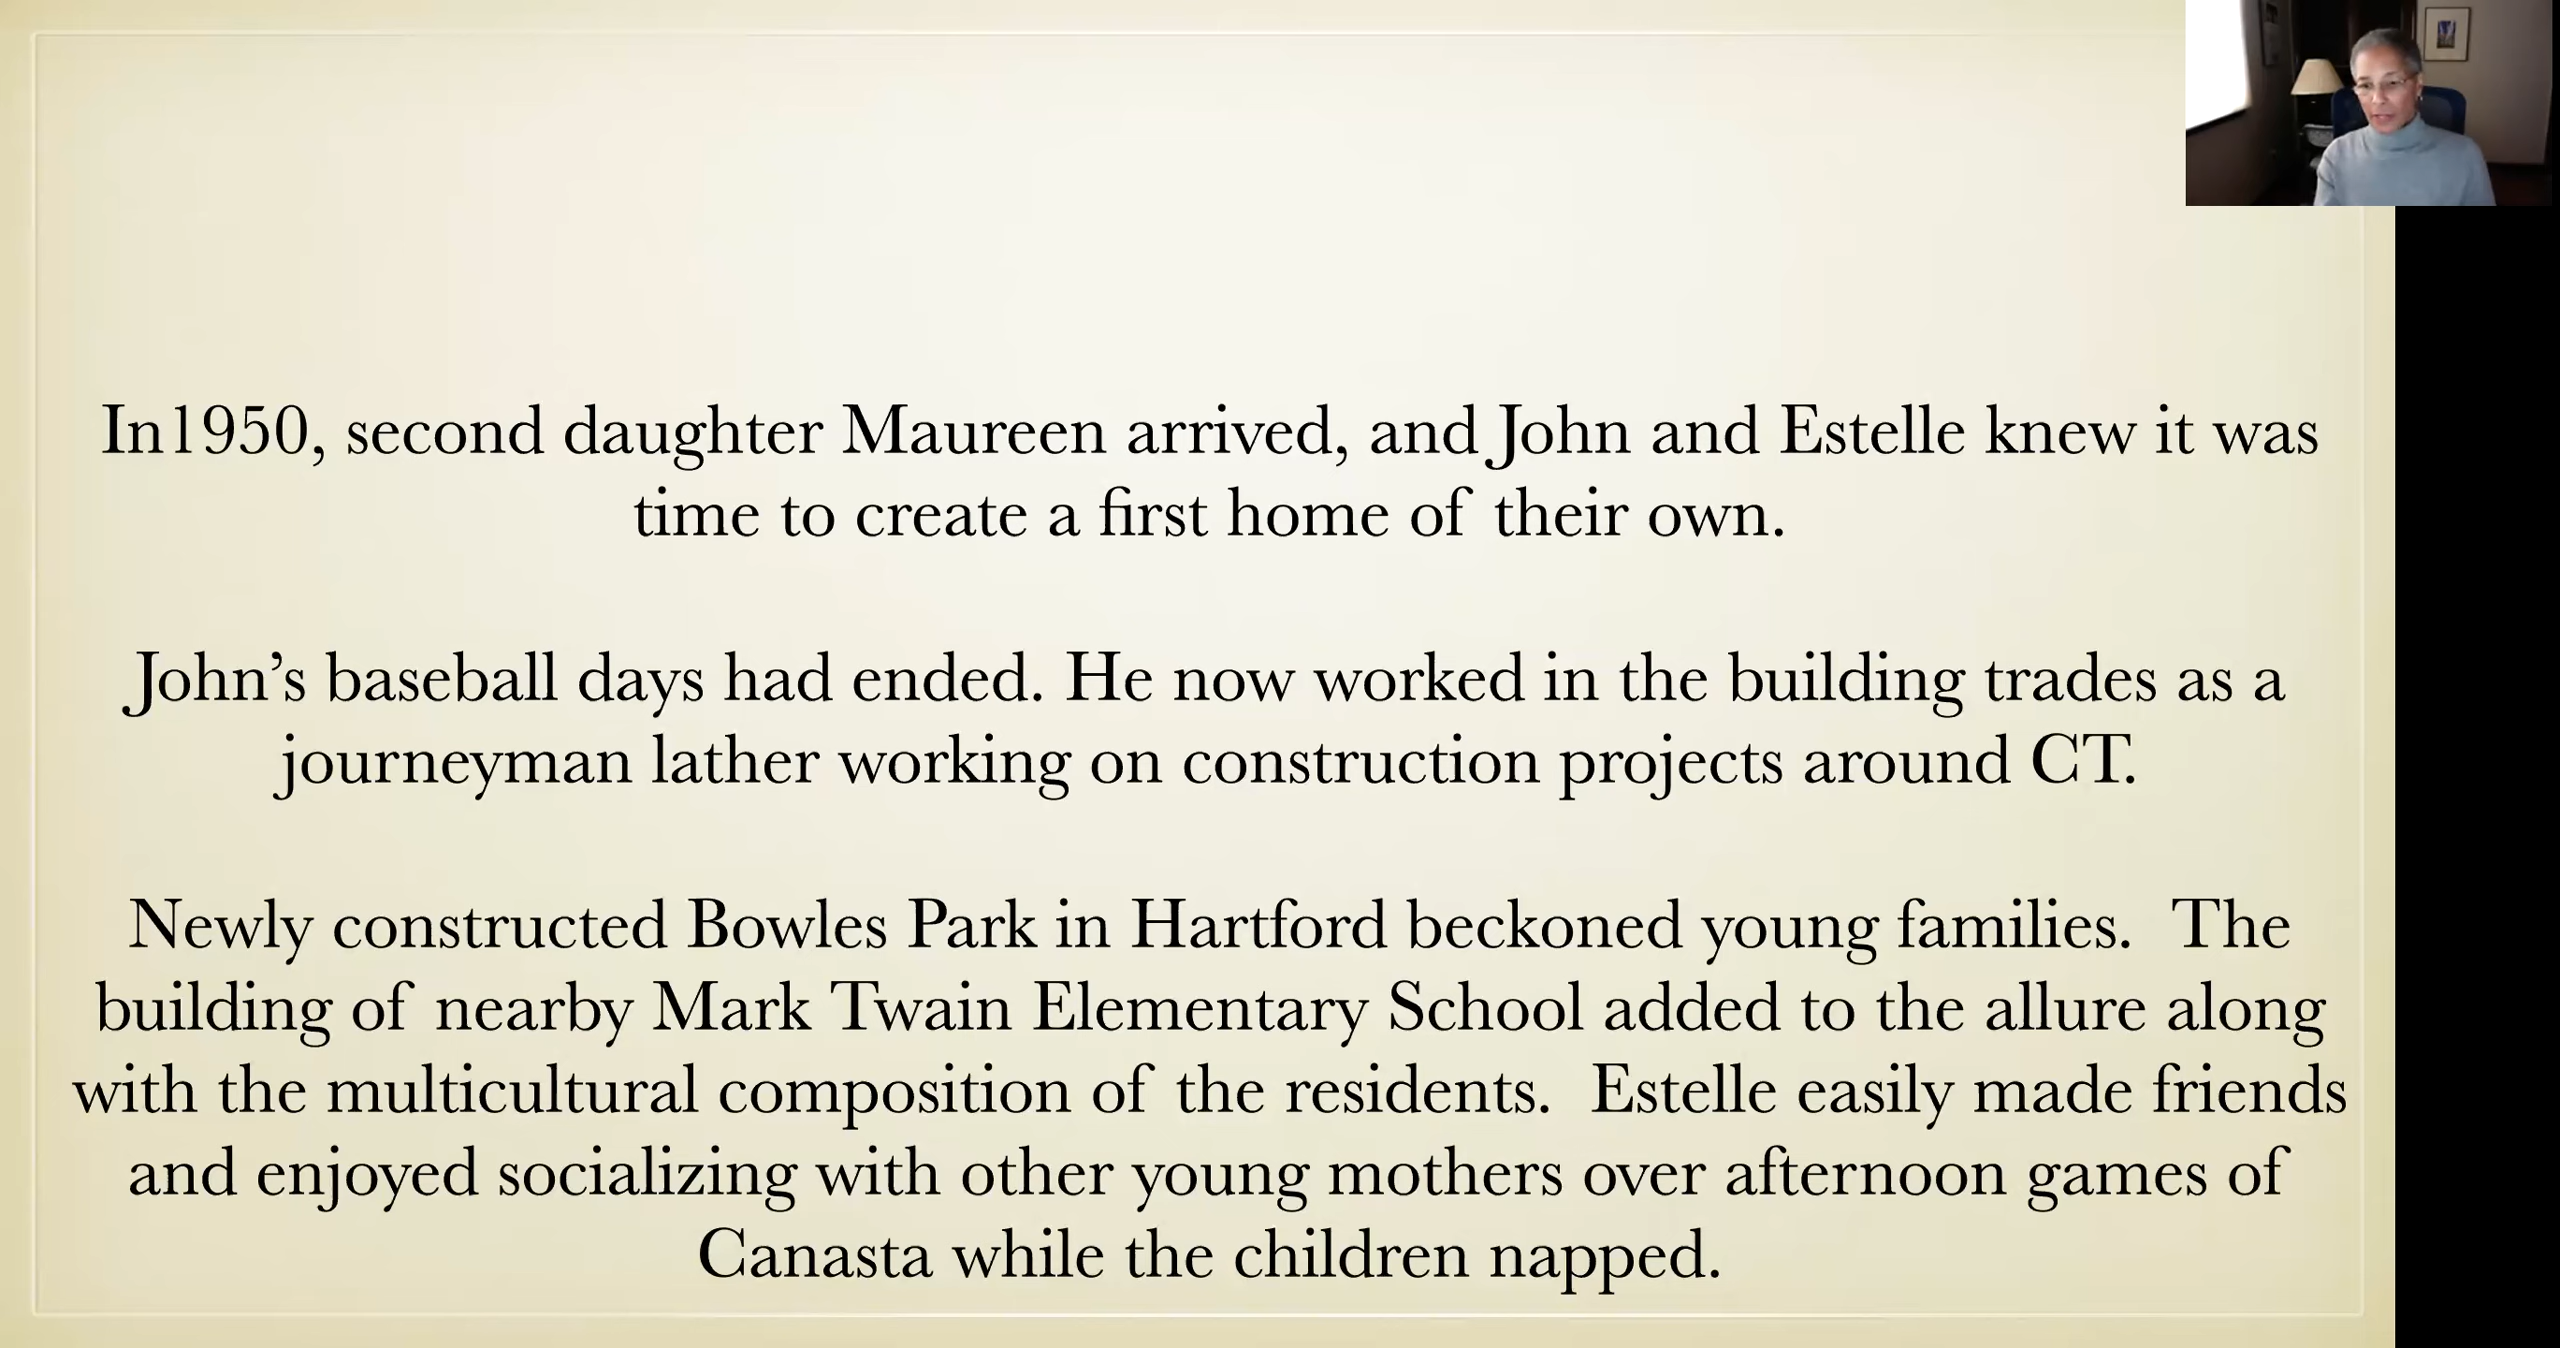 In1950, second daughter Maureen arrived, and John and Estelle knew it was
time to create a first home of their own.
John’s baseball days had ended. He now worked in the building trades as a
journeyman lather working on construction projects around CT.
Newly constructed Bowles Park in Hartford beckoned young families.  The
building of nearby Mark Twain Elementary School added to the allure along
with the multicultural composition of the residents.  Estelle easily made friends
and enjoyed socializing with other young mothers over afternoon games of
Canasta while the children napped.